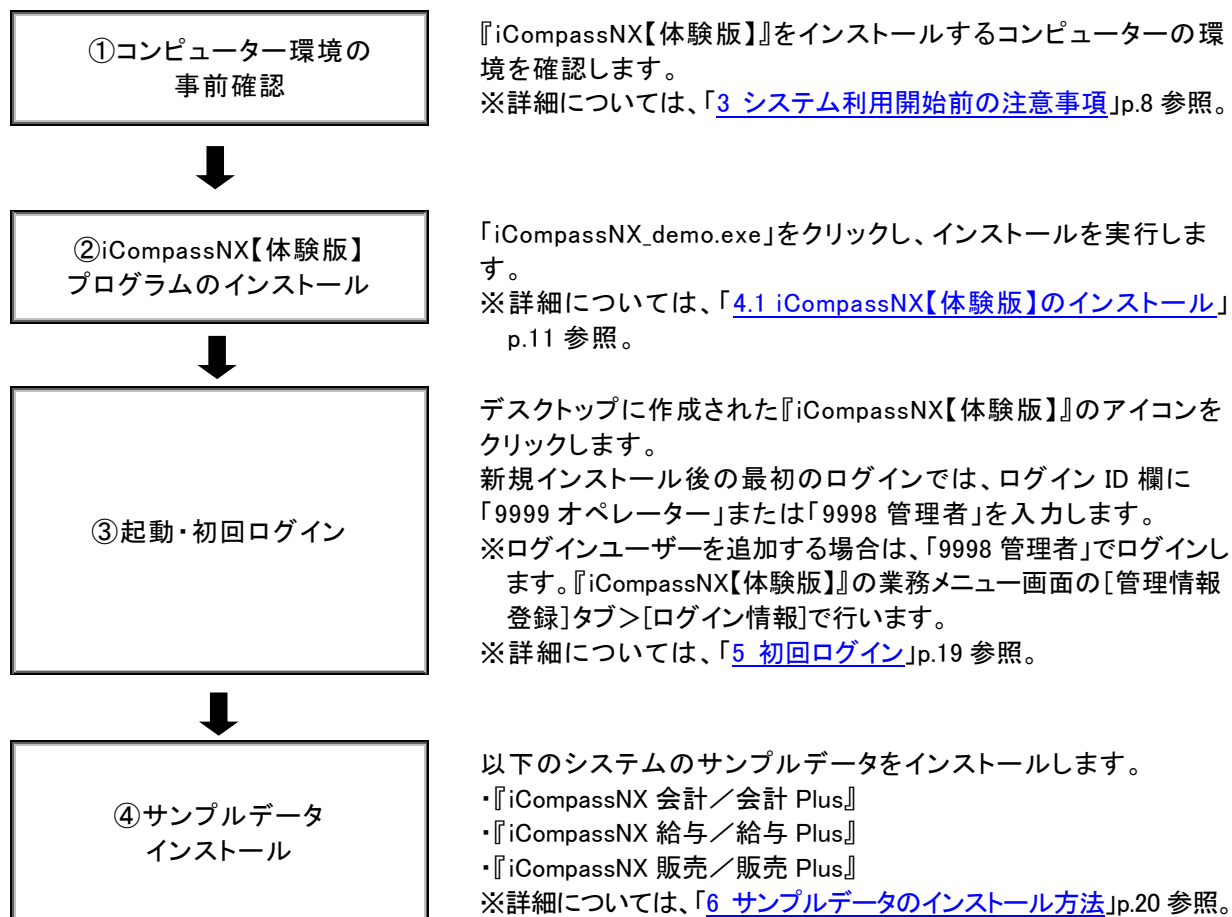 ①コンピューター環境の
事前確認
『iCompassNX【体験版】』をインストールするコンピューターの環
境を確認します。
※詳細については、「3 システム利用開始前の注意事項」p.8 参照。
②iCompassNX【体験版】
プログラムのインストール
「iCompassNX_demo.exe」をクリックし、インストールを実行しま
す。
※詳細については、「4.1 iCompassNX【体験版】のインストール」
p.11 参照。
③起動・初回ログイン
デスクトップに作成された『iCompassNX【体験版】』のアイコンを
クリックします。
新規インストール後の最初のログインでは、ログイン ID 欄に
「9999 オペレーター」または「9998 管理者」を入力します。
※ログインユーザーを追加する場合は、「9998 管理者」でログインし
ます。『iCompassNX【体験版】』の業務メニュー画面の[管理情報
登録]タブ＞[ログイン情報]で行います。
※詳細については、「5 初回ログイン」p.19 参照。
④サンプルデータ
インストール
以下のシステムのサンプルデータをインストールします。
・『iCompassNX 会計／会計 Plus』
・『iCompassNX 給与／給与 Plus』
・『iCompassNX 販売／販売 Plus』
※詳細については、「6 サンプルデータのインストール方法」p.20 参照。